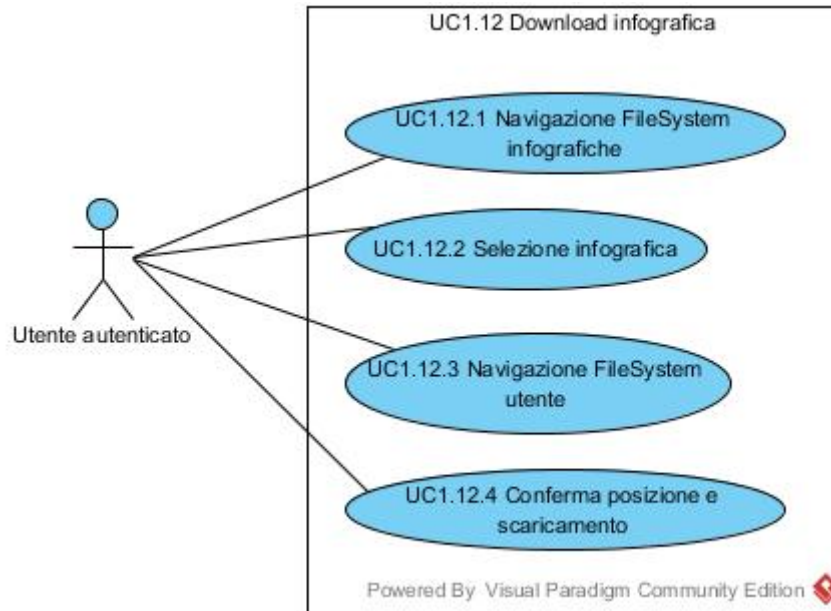 UC1.12 Download infografica
UC1.12.1 Navigazione FileSystem
infografiche
UC1.12.2 Selezione infografica
Utente autenticato
UC1.12.3 Navigazione FileSystem
utente
UC1.12.4 Conferma posizione e
scaricamento
Powered By Visual Paradigm Community Edition